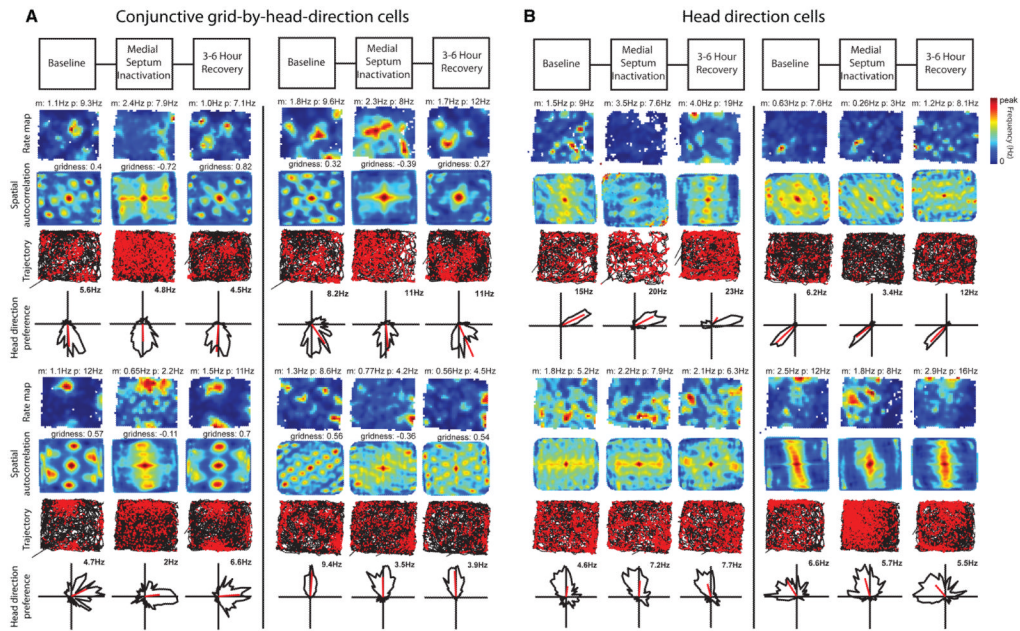 A Conjunctive grid-by-head-direction cells
B Head direction cells
Baseline
Medial Septum Inactivation
3-6 Hour Recovery
Baseline
Medial Septum Inactivation
3-6 Hour Recovery
Baseline
Medial Septum Inactivation
3-6 Hour Recovery
Baseline
Medial Septum Inactivation
3-6 Hour Recovery
m: 1.1Hz p: 9.3Hz m: 2.4Hz p: 7.9Hz m: 1.0Hz p: 7.1Hz m: 1.8Hz p: 9.6Hz m: 2.3Hz p: 8Hz m: 1.7Hz p: 12Hz m: 1.5Hz p: 9Hz m: 3.5Hz p: 7.6Hz m: 4.0Hz p: 19Hz m: 0.63Hz p: 7.6Hz m: 0.26Hz p: 3Hz m: 1.2Hz p: 8.1Hz
Rate map
peak
Frequency (Hz)
0
gridness: 0.4 gridness: -0.72 gridness: 0.82 gridness: 0.32 gridness: -0.39 gridness: 0.27
Spatial autocorrelation
Trajectory
5.6Hz 4.8Hz 4.5Hz 8.2Hz 11Hz 11Hz 15Hz 20Hz 23Hz 6.2Hz 3.4Hz 12Hz
Head direction preference
m: 1.1Hz p: 12Hz m: 0.65Hz p: 2.2Hz m: 1.5Hz p: 11Hz m: 1.3Hz p: 8.6Hz m: 0.77Hz p: 4.2Hz m: 0.56Hz p: 4.5Hz m: 1.8Hz p: 5.2Hz m: 2.2Hz p: 7.9Hz m: 2.1Hz p: 6.3Hz m: 2.5Hz p: 12Hz m: 1.8Hz p: 8Hz m: 2.9Hz p: 16Hz
Rate map
gridness: 0.57 gridness: -0.11 gridness: 0.7 gridness: 0.56 gridness: -0.36 gridness: 0.54
Spatial autocorrelation
Trajectory
4.7Hz 2Hz 6.6Hz 9.4Hz 3.5Hz 3.9Hz 4.6Hz 7.2Hz 7.7Hz 6.6Hz 5.7Hz 5.5Hz
Head direction preference